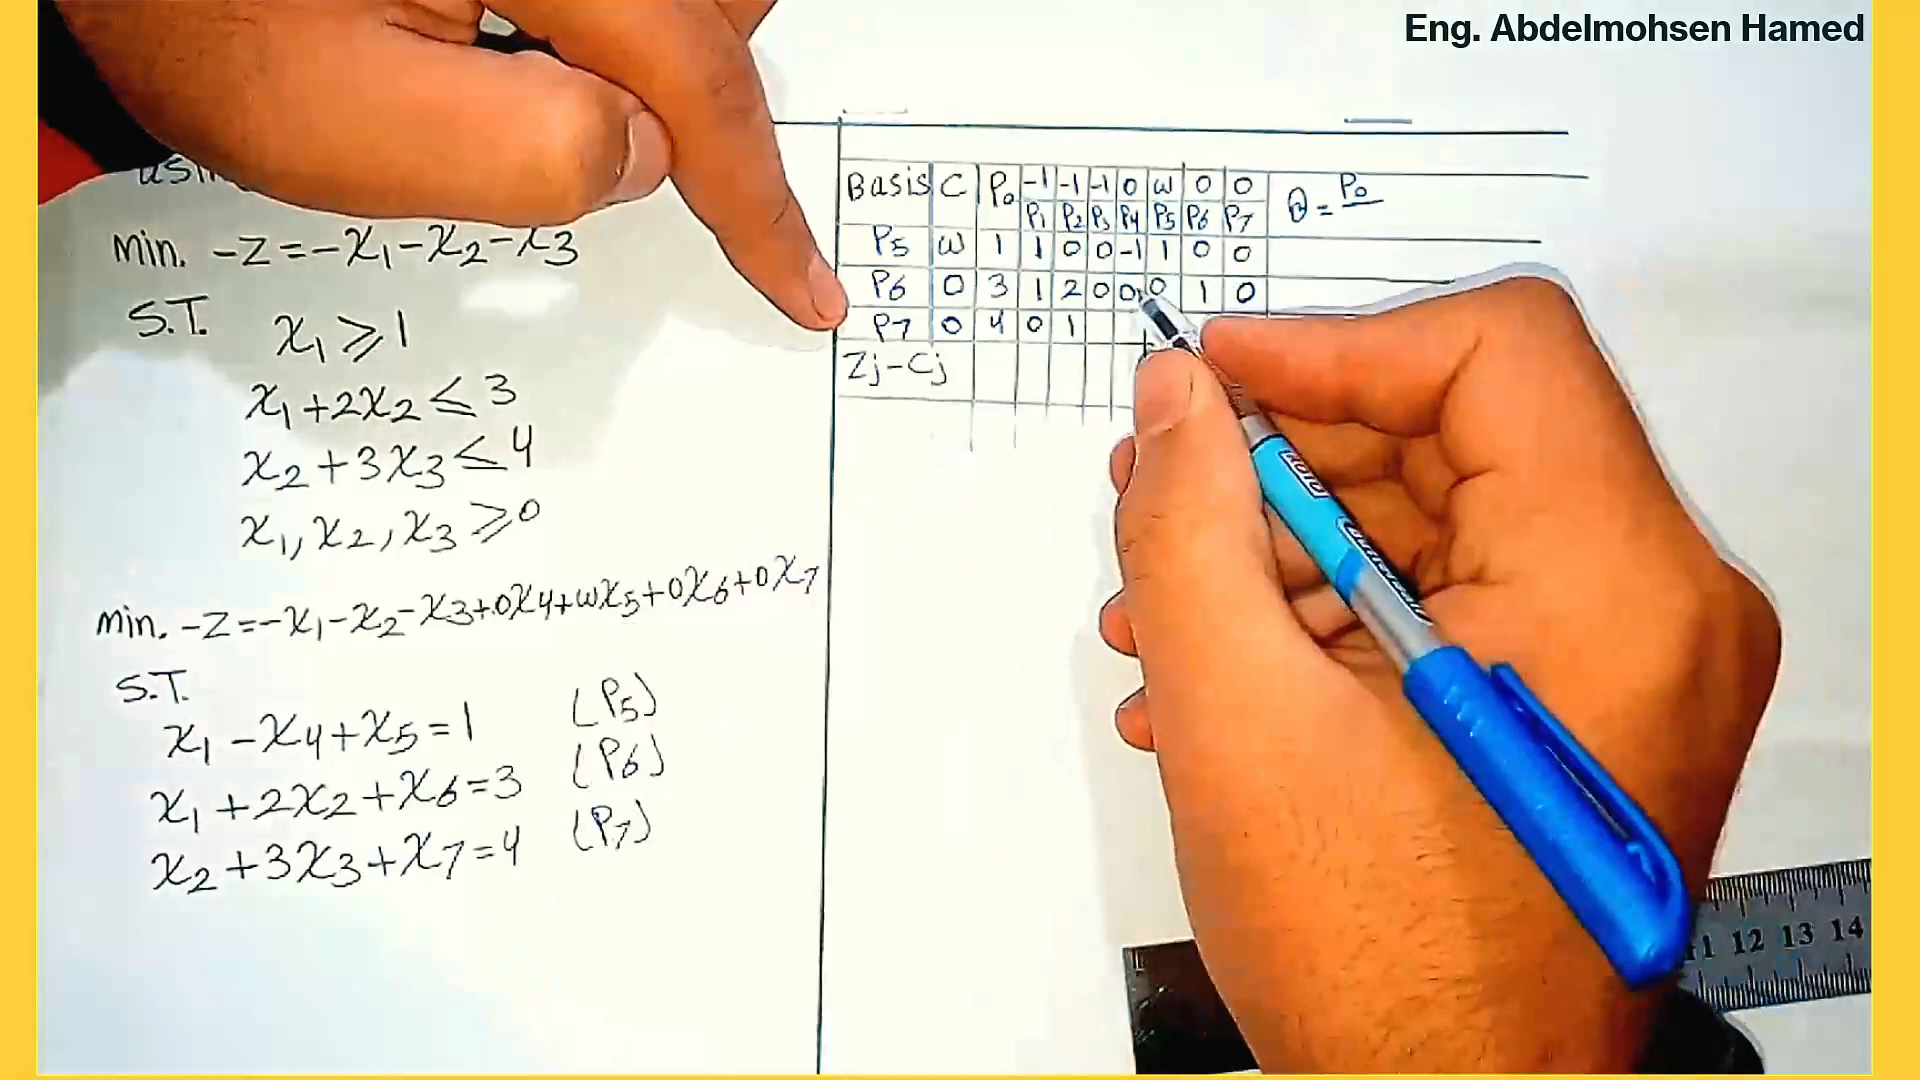 Eng. Abdelmohsen Hamed
Min. -Z=-x1-x2-x3
S.T.
x1⩾1
x1+2x2≤3
x2+3x3≤4
x1,x2,x3⩾0
Min. -Z=-x1-x2-x3+0x4+wx5+0x6+0x7
S.T.
x1-x4+x5=1 (P5)
x1+2x2+x6=3 (P6)
x2+3x3+x7=4 (P7)
Basis C P0 -1 -1 -1 0 w 0 0 θ=P0
P1 P2 P3 P4 P5 P6 P7
P5 w 1 1 0 0 -1 1 0 0
P6 0 3 1 2 0 0 0 1 0
P7 0 4 0 1
Zj-Cj
12 13 14